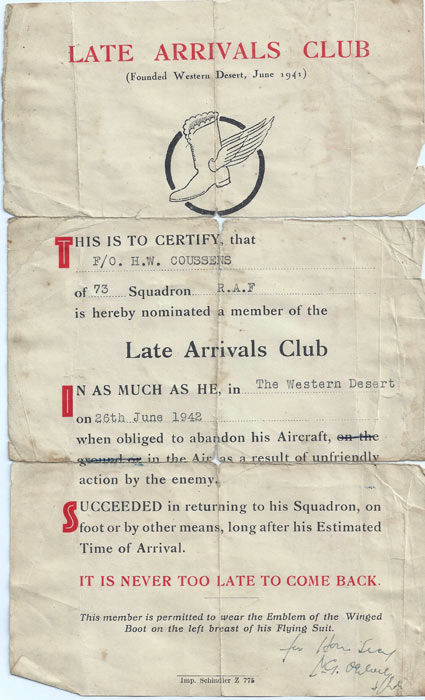 LATE ARRIVALS CLUB
(Founded Western Desert, June 1941)
THIS IS TO CERTIFY, that
F/O. H.W. COUSSENS
of 73 Squadron R.A.F
is hereby nominated a member of the
Late Arrivals Club
IN AS MUCH AS HE, in The Western Desert
on 26th June 1942
when obliged to abandon his Aircraft, on the
ground or in the Air as a result of unfriendly
action by the enemy,
SUCCEEDED in returning to his Squadron, on
foot or by other means, long after his Estimated
Time of Arrival.
IT IS NEVER TOO LATE TO COME BACK.
This member is permitted to wear the Emblem of the Winged
Boot on the left breast of his Flying Suit.
for Hon
Imp. Schindler Z 775